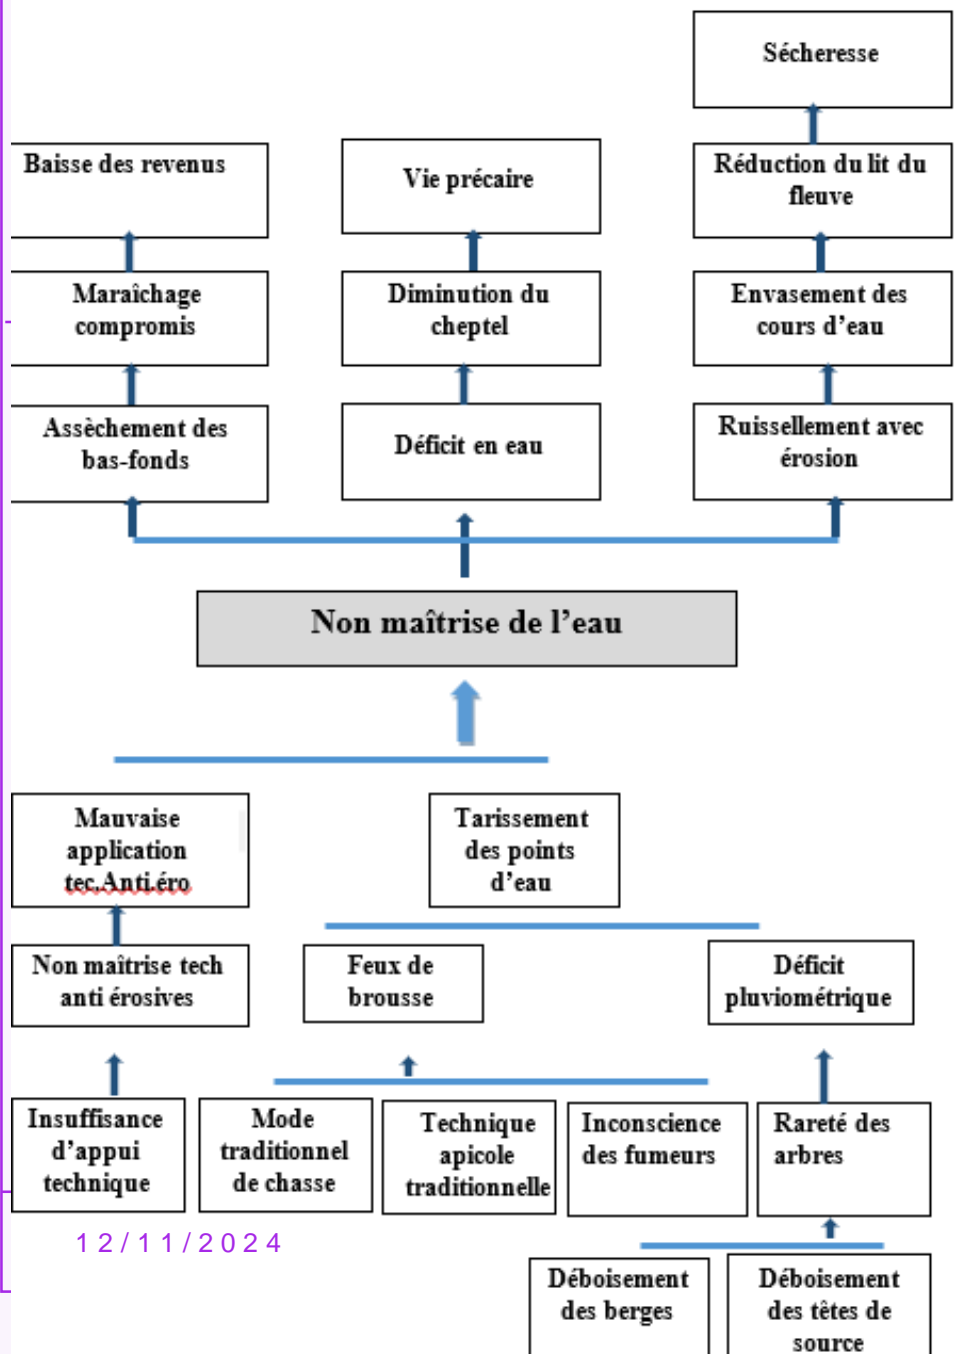 Sécheresse
Baisse des revenus
Vie précaire
Réduction du lit du
fleuve
Maraîchage
compromis
Diminution du
cheptel
Envasement des
cours d’eau
Assèchement des
bas-fonds
Déficit en eau
Ruissellement avec
érosion
Non maîtrise de l’eau
Mauvaise
application
tec.Anti.éro
Tarissement
des points
d’eau
Non maîtrise tech
anti érosives
Feux de
brousse
Déficit
pluviométrique
Insuffisance
d’appui
technique
Mode
traditionnel
de chasse
Technique
apicole
traditionnelle
Inconscience
des fumeurs
Rareté des
arbres
12/11/2024
Déboisement
des berges
Déboisement
des têtes de
source